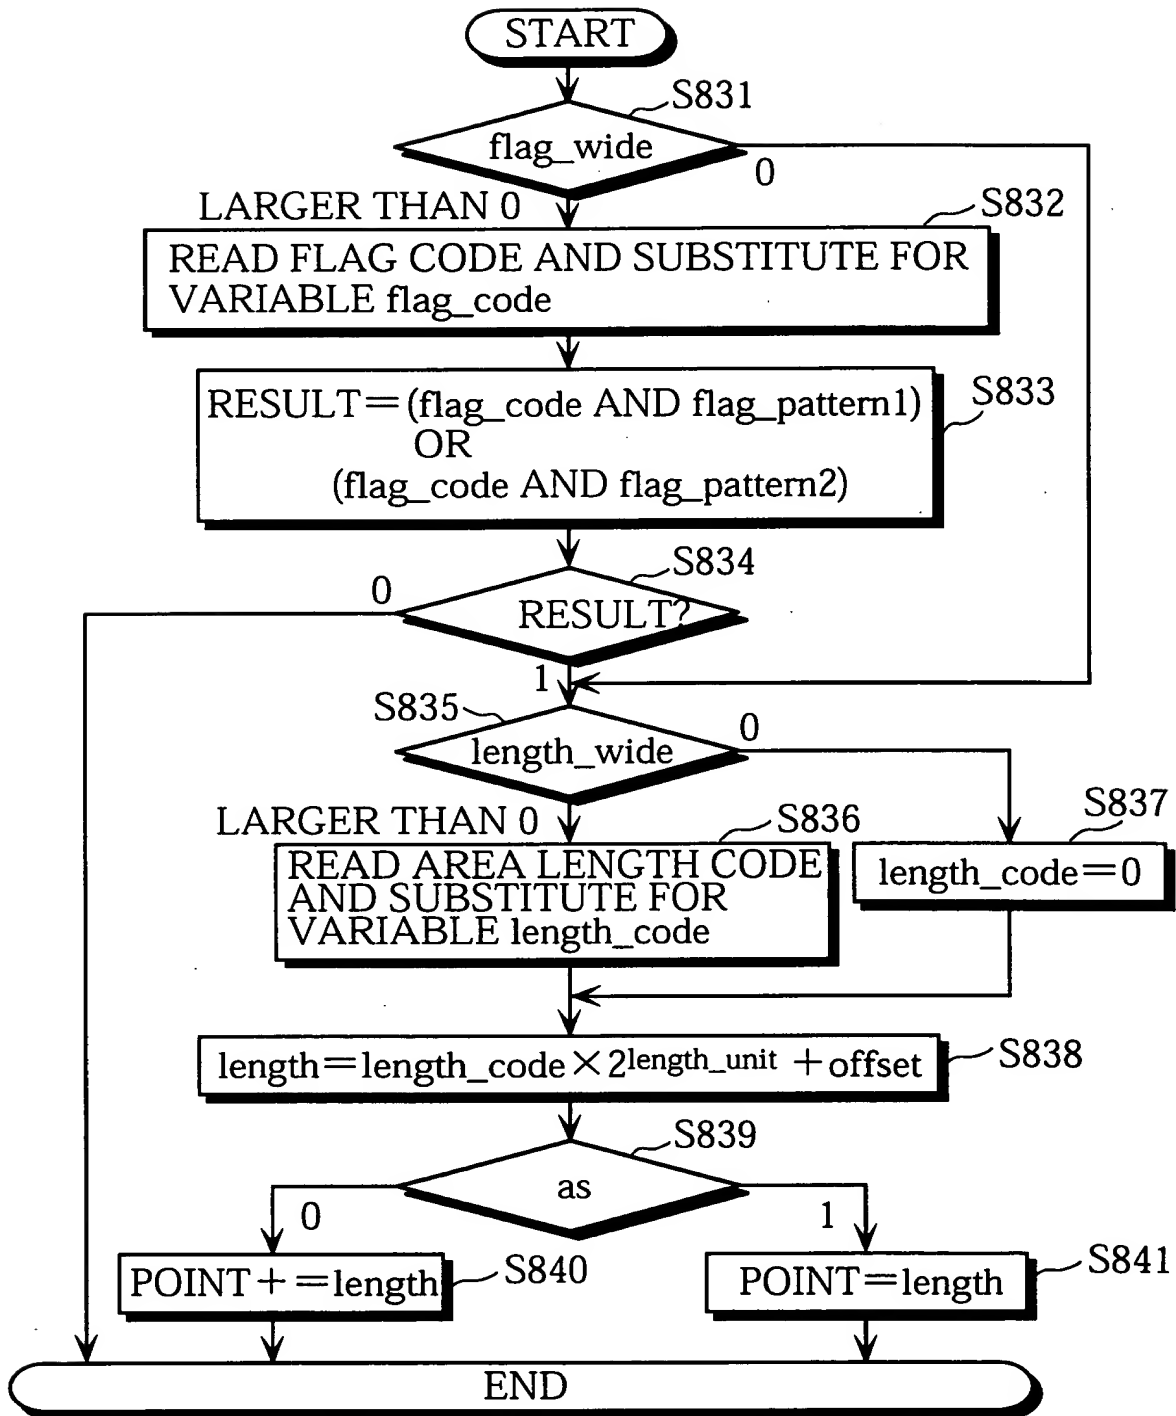 START
S831
flag_wide
0
LARGER THAN 0
S832
READ FLAG CODE AND SUBSTITUTE FOR
VARIABLE flag_code
RESULT=(flag_code AND flag_pattern1)
OR
(flag_code AND flag_pattern2)
S833
S834
0
RESULT?
1
S835
0
length_wide
LARGER THAN 0
S836
S837
READ AREA LENGTH CODE
AND SUBSTITUTE FOR
VARIABLE length_code
length_code=0
length=length_code×2^length_unit +offset
S838
S839
as
0
1
POINT+=length
S840
POINT=length
S841
END